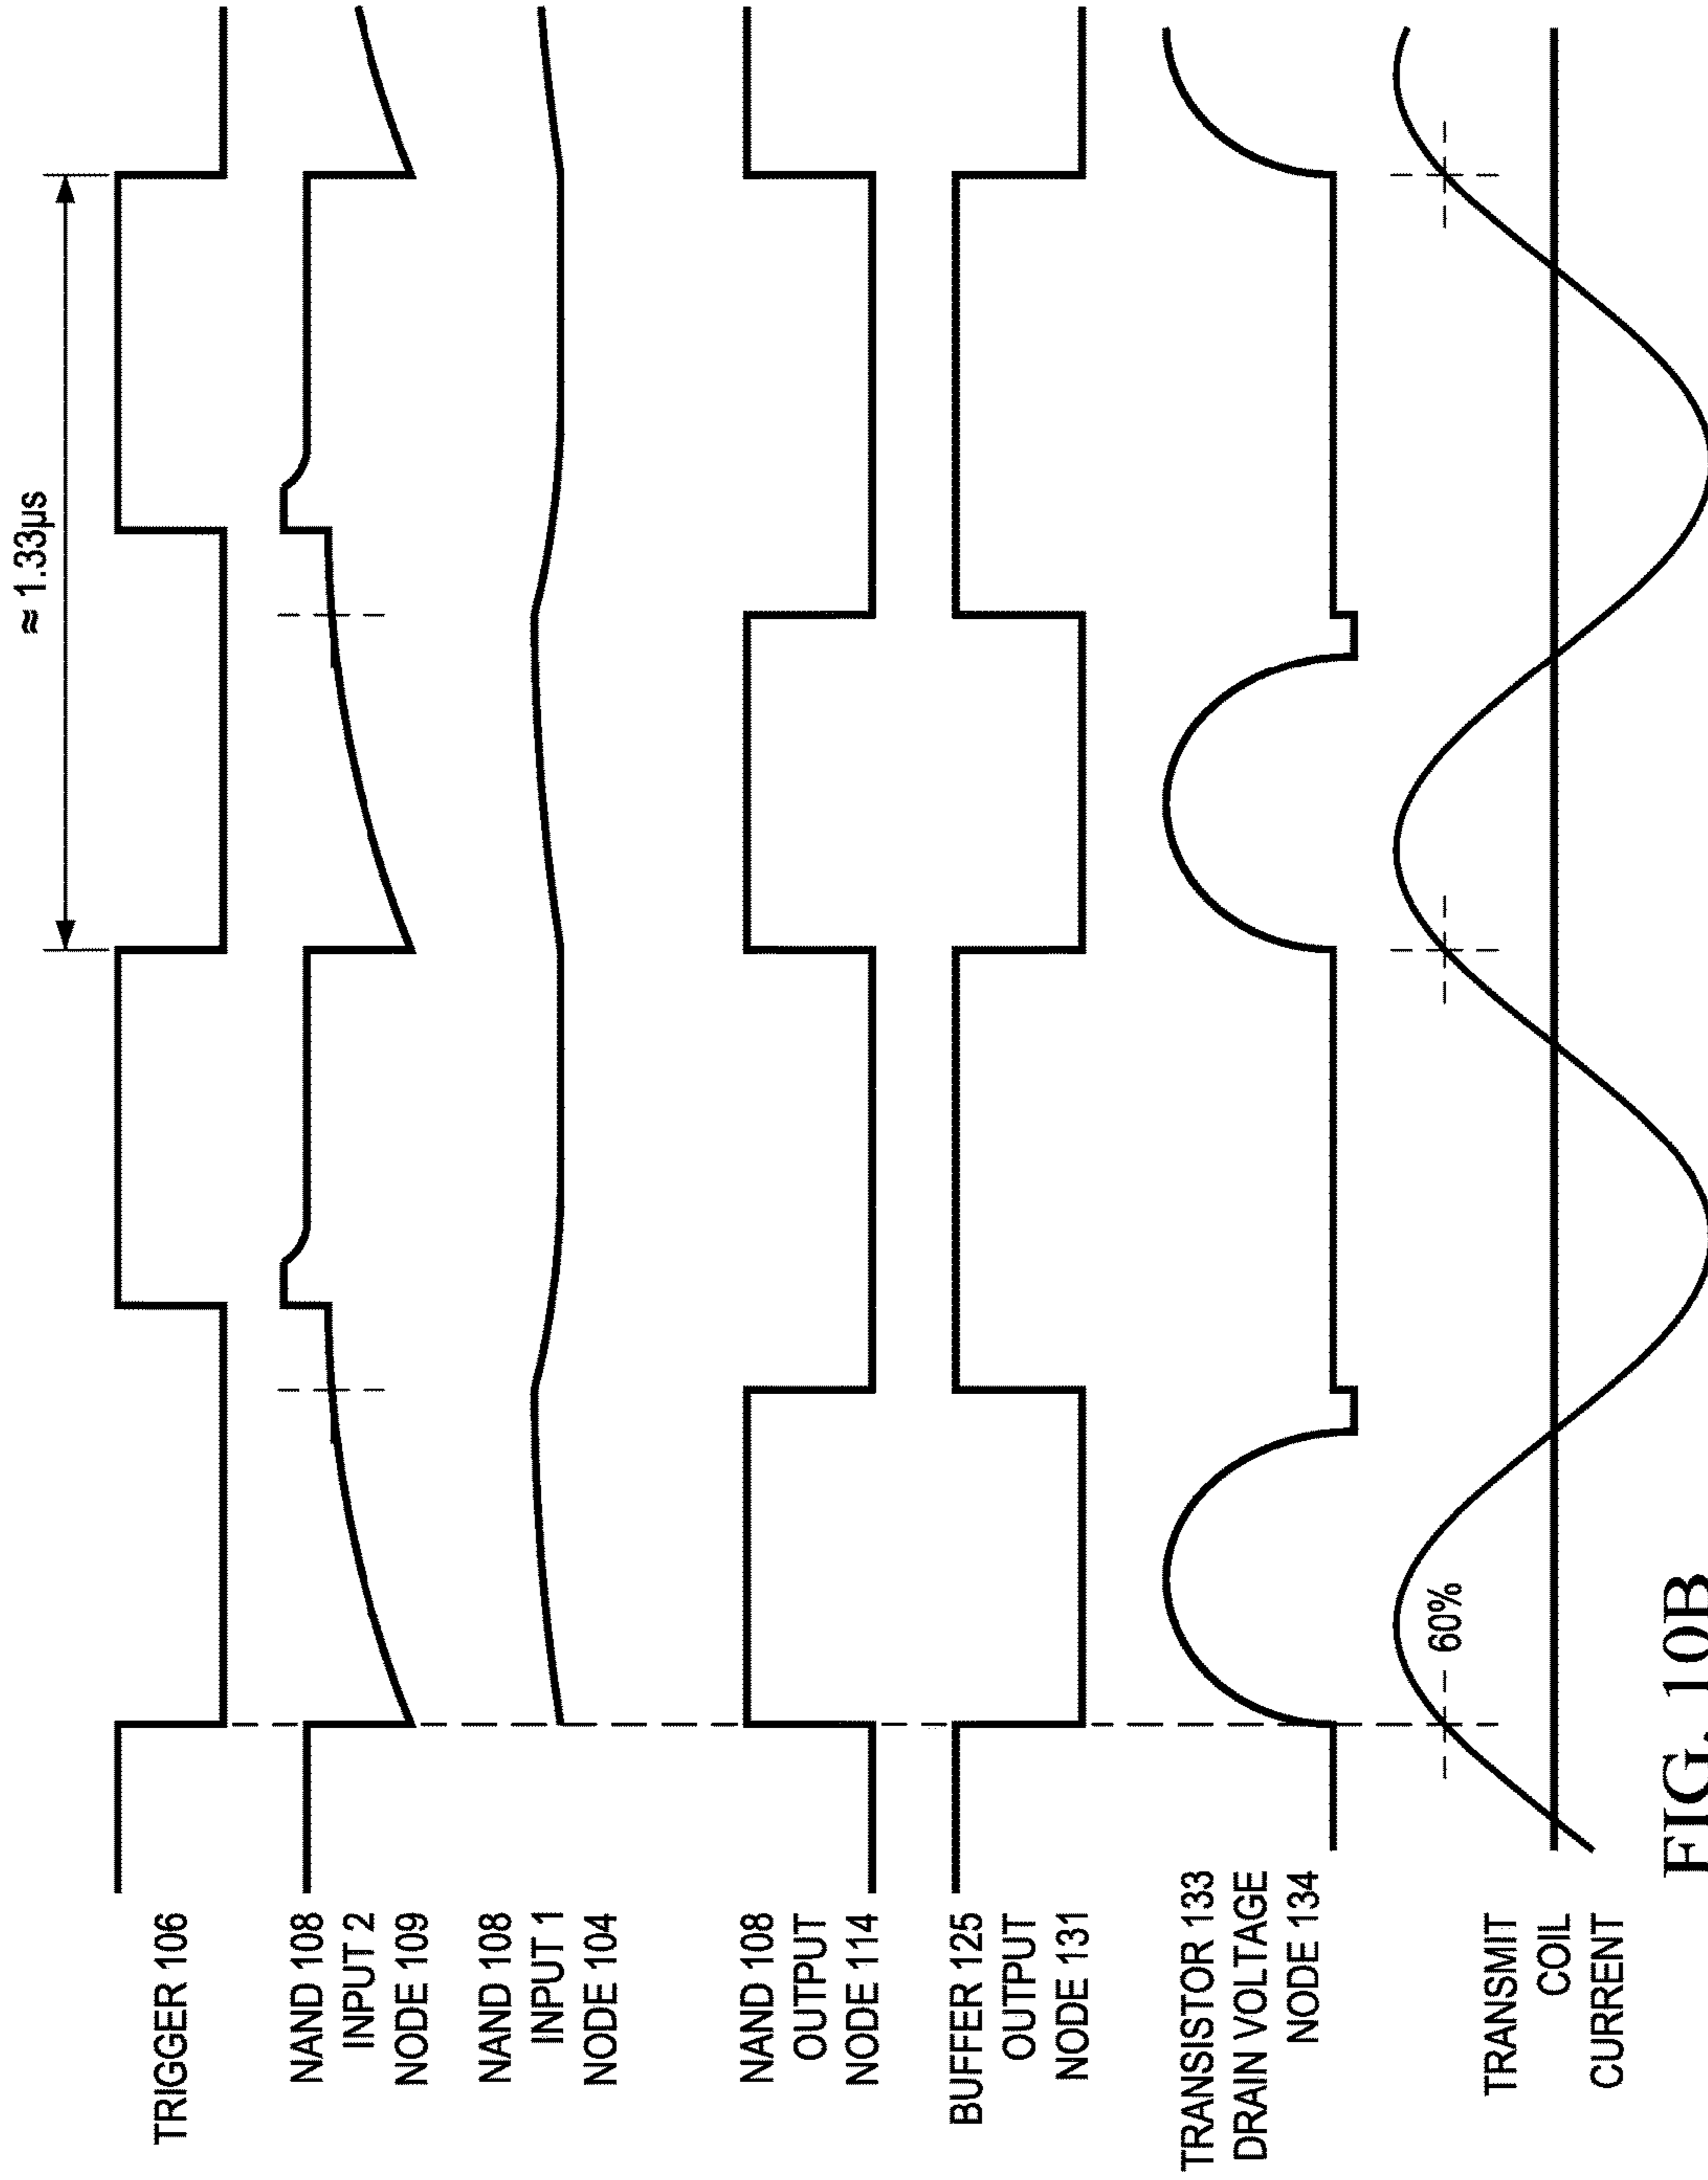 ≈ 1.33µs
TRIGGER 106
NAND 108
INPUT 2
NODE 109
NAND 108
INPUT 1
NODE 104
NAND 108
OUTPUT
NODE 114
BUFFER 125
OUTPUT
NODE 131
TRANSISTOR 133
DRAIN VOLTAGE
NODE 134
60%
TRANSMIT
COIL
CURRENT
FIG. 10B